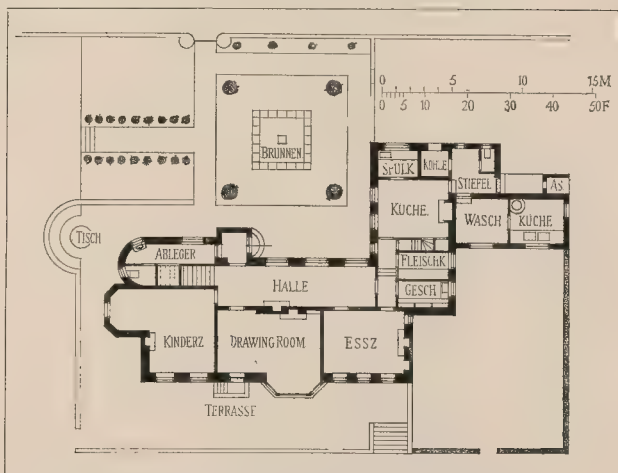 0 5 10 15M
0 5 10 20 30 40 50F
BRUNNEN
SPÜLK
KOHLE
STIEFEL
AS
KÜCHE.
WASCH
KÜCHE
TISCH
ABLEGER
FLEISCHK
HALLE
GESCH
KINDERZ
DRAWING ROOM
ESSZ
TERRASSE